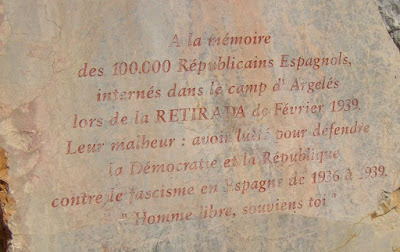 A la mémoire
des 100.000 Républicains Espagnols,
internés dans le camp d'Argelés
lors de la RETIRADA de Février 1939.
Leur malheur : avoir lutté pour défendre
la Démocratie et la République
contre le fascisme en Espagne de 1936 à 1939.
" Homme libre, souviens toi "